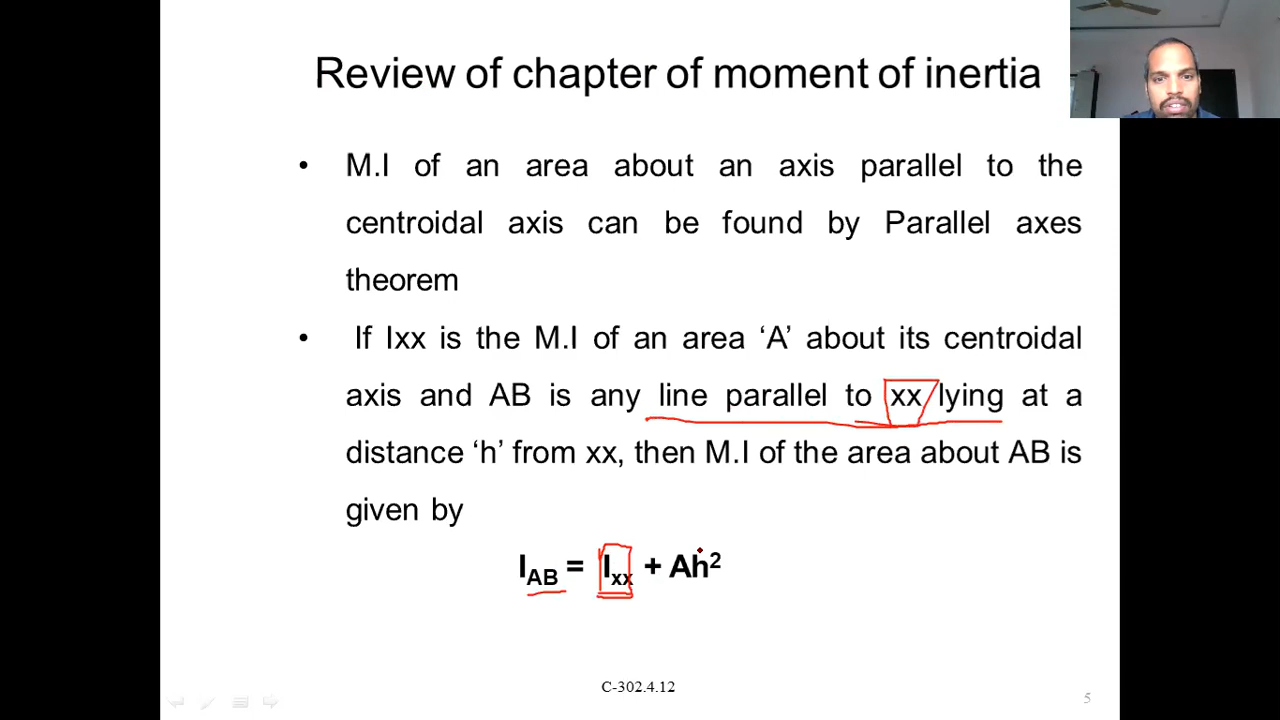 Review of chapter of moment of inertia
• M.I of an area about an axis parallel to the
centroidal axis can be found by Parallel axes
theorem
• If Ixx is the M.I of an area ‘A’ about its centroidal
axis and AB is any line parallel to xx lying at a
distance ‘h’ from xx, then M.I of the area about AB is
given by
I_AB = I_xx + Ah²
C-302.4.12
5